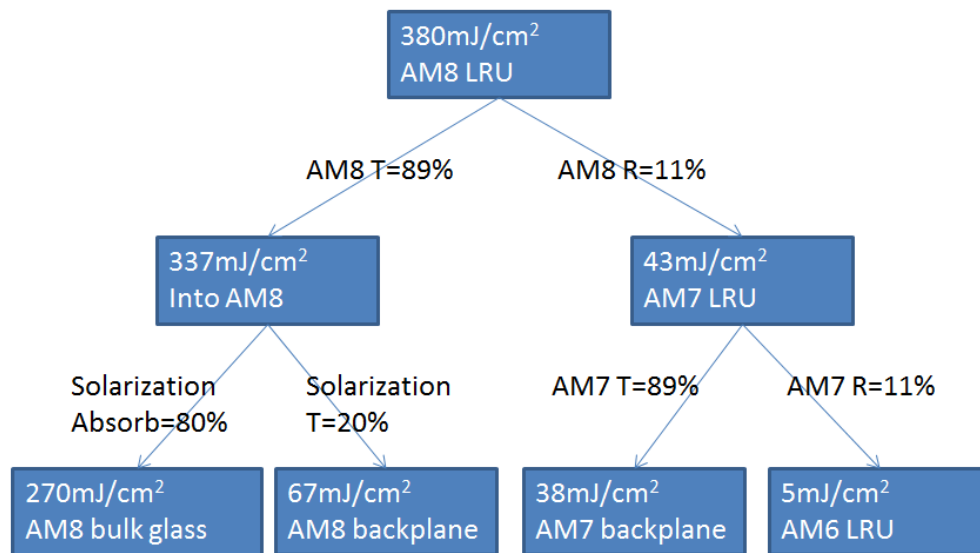 380mJ/cm²
AM8 LRU
AM8 T=89%
AM8 R=11%
337mJ/cm²
Into AM8
43mJ/cm²
AM7 LRU
Solarization
Absorb=80%
Solarization
T=20%
AM7 T=89%
AM7 R=11%
270mJ/cm²
AM8 bulk glass
67mJ/cm²
AM8 backplane
38mJ/cm²
AM7 backplane
5mJ/cm²
AM6 LRU